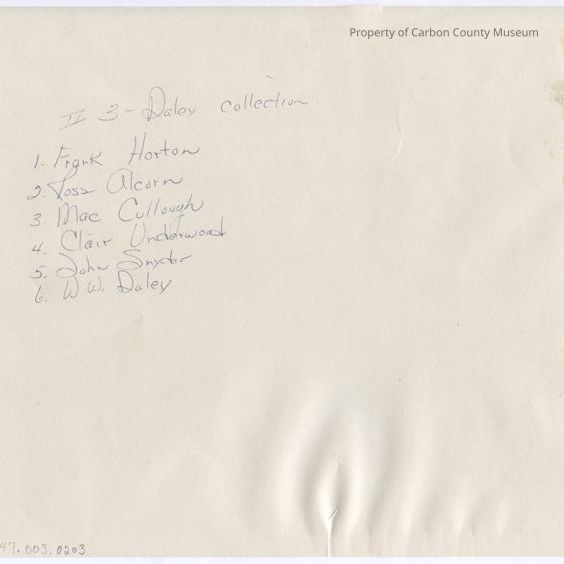 Property of Carbon County Museum
II 3 - Daley collection.
1. Frank Horton
2. Ross Alcorn
3. Mac Cullough
4. Clair Underwood
5. John Snyder
6. W.W. Daley
47.003.0203